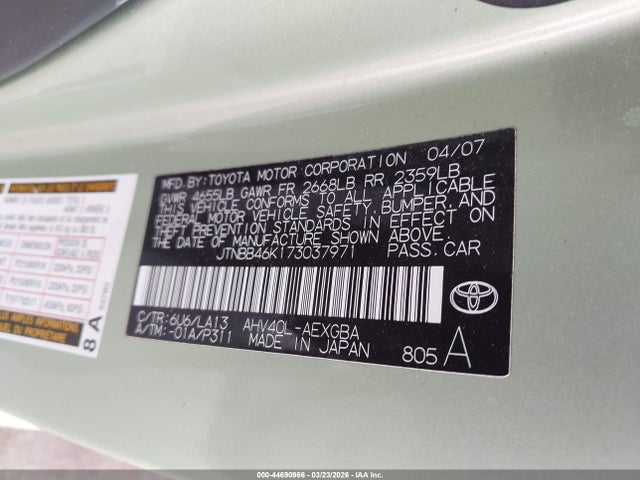 MFD. BY: TOYOTA MOTOR CORPORATION 04/07
GVWR 4655LB GAWR FR 2668LB RR 2359LB
THIS VEHICLE CONFORMS TO ALL APPLICABLE
FEDERAL MOTOR VEHICLE SAFETY, BUMPER, AND
THEFT PREVENTION STANDARDS IN EFFECT ON
THE DATE OF MANUFACTURE SHOWN ABOVE.
JTNBB46K173037971 PASS. CAR
C/TR: 6U6/LA13 AHV40L-AEXGBA
A/TM: -01A/P311 MADE IN JAPAN
805 A
TOYOTA
8 A
000-44690966 | 03/23/2026 | IAA, Inc.